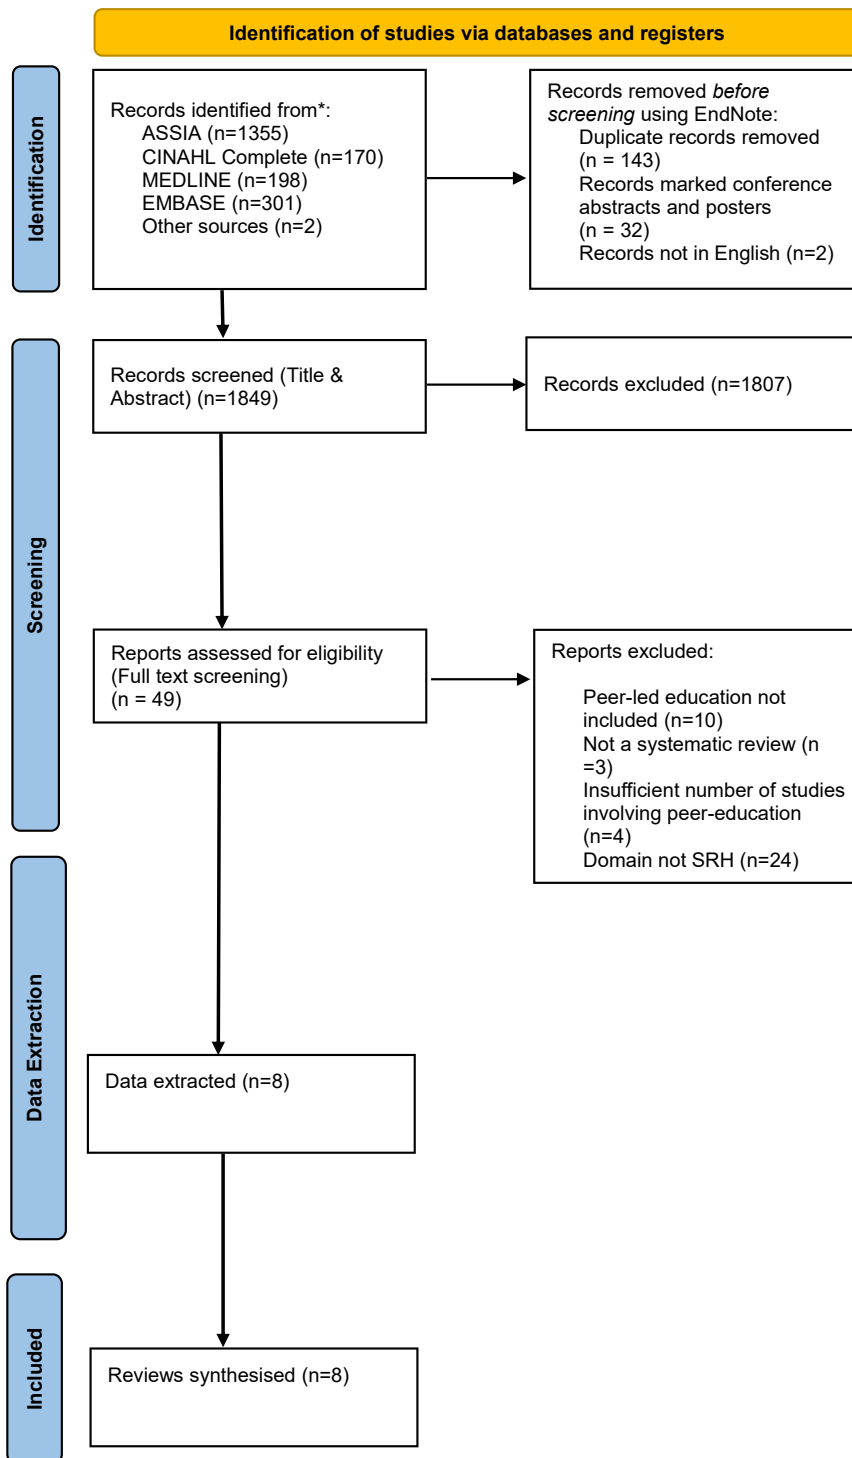 Identification of studies via databases and registers
Identification
Records identified from*:
ASSIA (n=1355)
CINAHL Complete (n=170)
MEDLINE (n=198)
EMBASE (n=301)
Other sources (n=2)
Records removed before
screening using EndNote:
Duplicate records removed
(n = 143)
Records marked conference
abstracts and posters
(n = 32)
Records not in English (n=2)
Screening
Records screened (Title &
Abstract) (n=1849)
Records excluded (n=1807)
Reports assessed for eligibility
(Full text screening)
(n = 49)
Reports excluded:
Peer-led education not
included (n=10)
Not a systematic review (n
=3)
Insufficient number of studies
involving peer-education
(n=4)
Domain not SRH (n=24)
Data Extraction
Data extracted (n=8)
Included
Reviews synthesised (n=8)